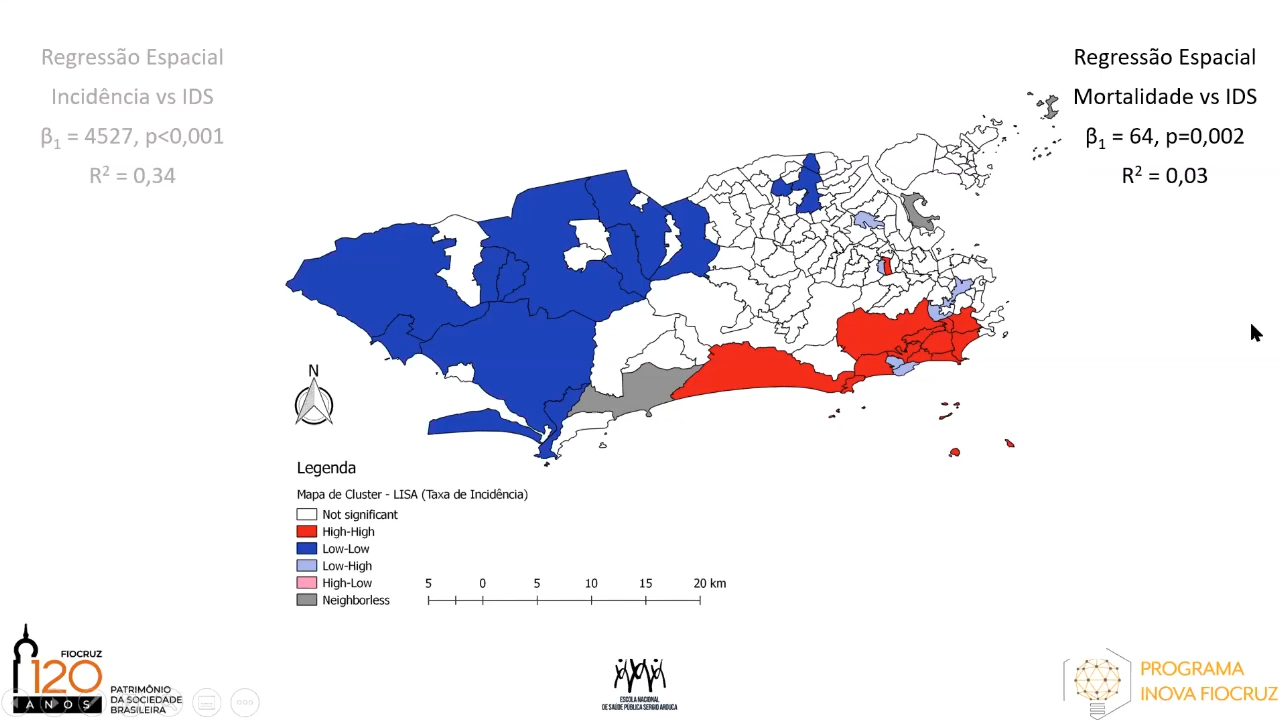 Regressão Espacial
Incidência vs IDS
β₁ = 4527, p<0,001
R² = 0,34
Regressão Espacial
Mortalidade vs IDS
β₁ = 64, p=0,002
R² = 0,03
N
Legenda
Mapa de Cluster - LISA (Taxa de Incidência)
Not significant
High-High
Low-Low
Low-High
High-Low
Neighborless
5 0 5 10 15 20 km
FIOCRUZ
120
ANOS
PATRIMÔNIO
DA SOCIEDADE
BRASILEIRA
ESCOLA NACIONAL
DE SAÚDE PÚBLICA SERGIO AROUCA
PROGRAMA
INOVA FIOCRUZ